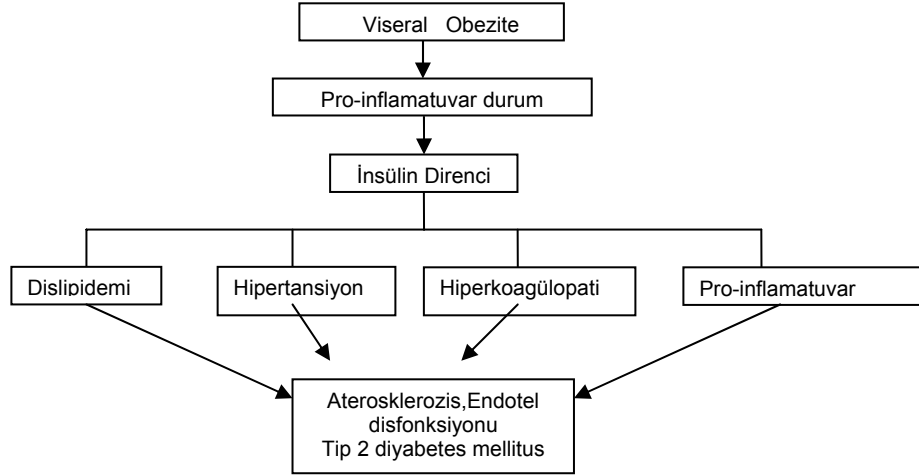 Viseral Obezite
Pro-inflamatuvar durum
İnsülin Direnci
Dislipidemi
Hipertansiyon
Hiperkoagülopati
Pro-inflamatuvar
Aterosklerozis,Endotel
disfonksiyonu
Tip 2 diyabetes mellitus